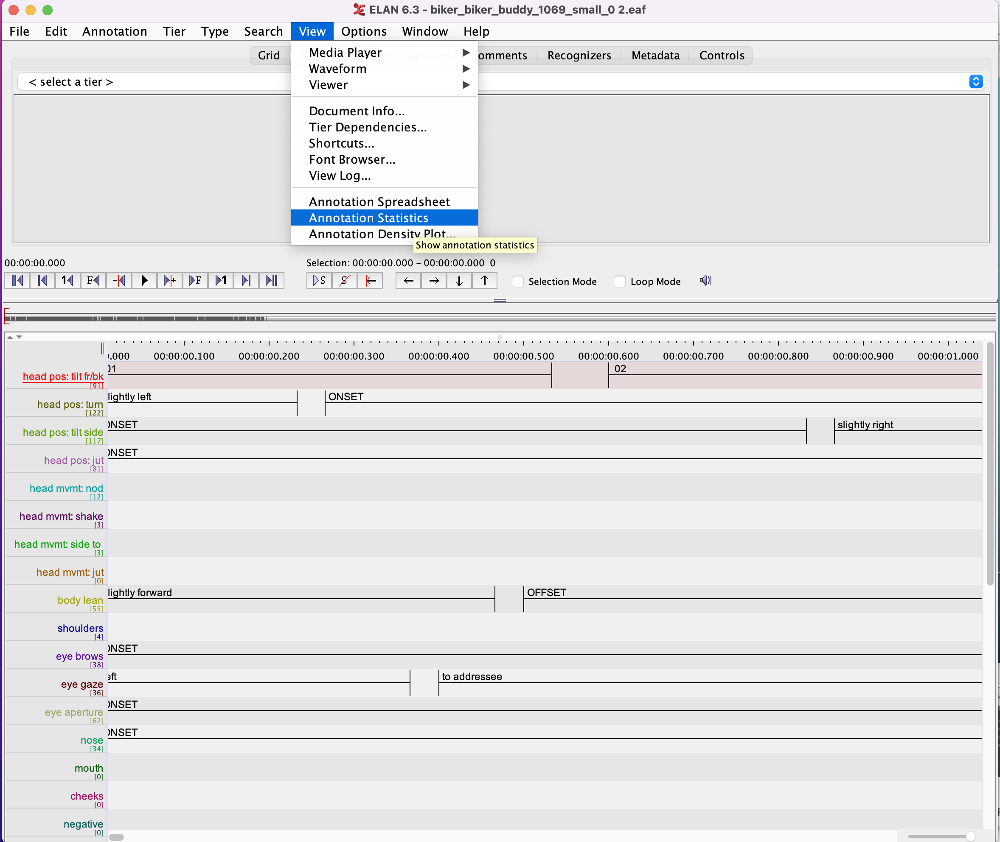 ELAN 6.3 - biker_biker_buddy_1069_small_0 2.eaf
File Edit Annotation Tier Type Search View Options Window Help
Grid Lexicon omments Recognizers Metadata Controls
< select a tier >
Media Player
Waveform
Viewer
Document Info...
Tier Dependencies...
Shortcuts...
Font Browser...
View Log...
Annotation Spreadsheet
Annotation Statistics
Annotation Density Plot...
Show annotation statistics
00:00:00.000 Selection: 00:00:00.000 – 00:00:00.000 0
1 F S S Selection Mode Loop Mode
F 1
0.000 00:00:00.100 00:00:00.200 00:00:00.300 00:00:00.400 00:00:00.500 00:00:00.600 00:00:00.700 00:00:00.800 00:00:00.900 00:00:01.000
head pos: tilt fr/bk 01 02
[91]
head pos: turn lightly left ONSET
[122]
head pos: tilt side ONSET slightly right
[117]
head pos: jut ONSET
[81]
head mvmt: nod
[12]
head mvmt: shake
[3]
head mvmt: side to
[3]
head mvmt: jut
[0]
body lean lightly forward OFFSET
[55]
shoulders
[4]
eye brows ONSET
[38]
eye gaze eft to addressee
[36]
eye aperture ONSET
[62]
nose ONSET
[34]
mouth
[0]
cheeks
[0]
negative
[0]